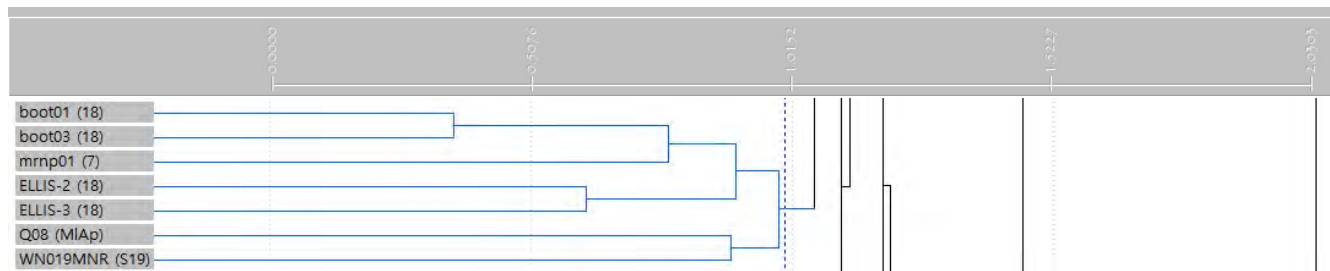 0.0000
0.5076
1.0152
1.5227
2.0303
boot01 (18)
boot03 (18)
mrnp01 (7)
ELLIS-2 (18)
ELLIS-3 (18)
Q08 (MlAp)
WN019MNR (S19)